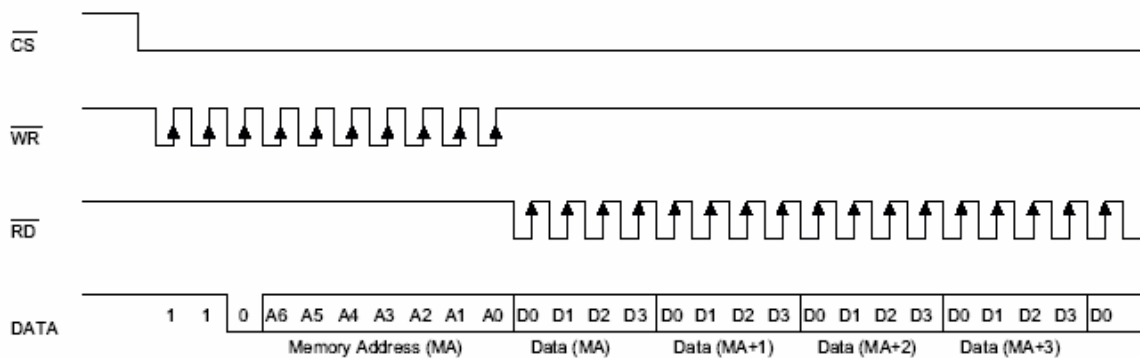 CS
WR
RD
DATA 1 1 0 A6 A5 A4 A3 A2 A1 A0 D0 D1 D2 D3 D0 D1 D2 D3 D0 D1 D2 D3 D0 D1 D2 D3 D0
Memory Address (MA) Data (MA) Data (MA+1) Data (MA+2) Data (MA+3)